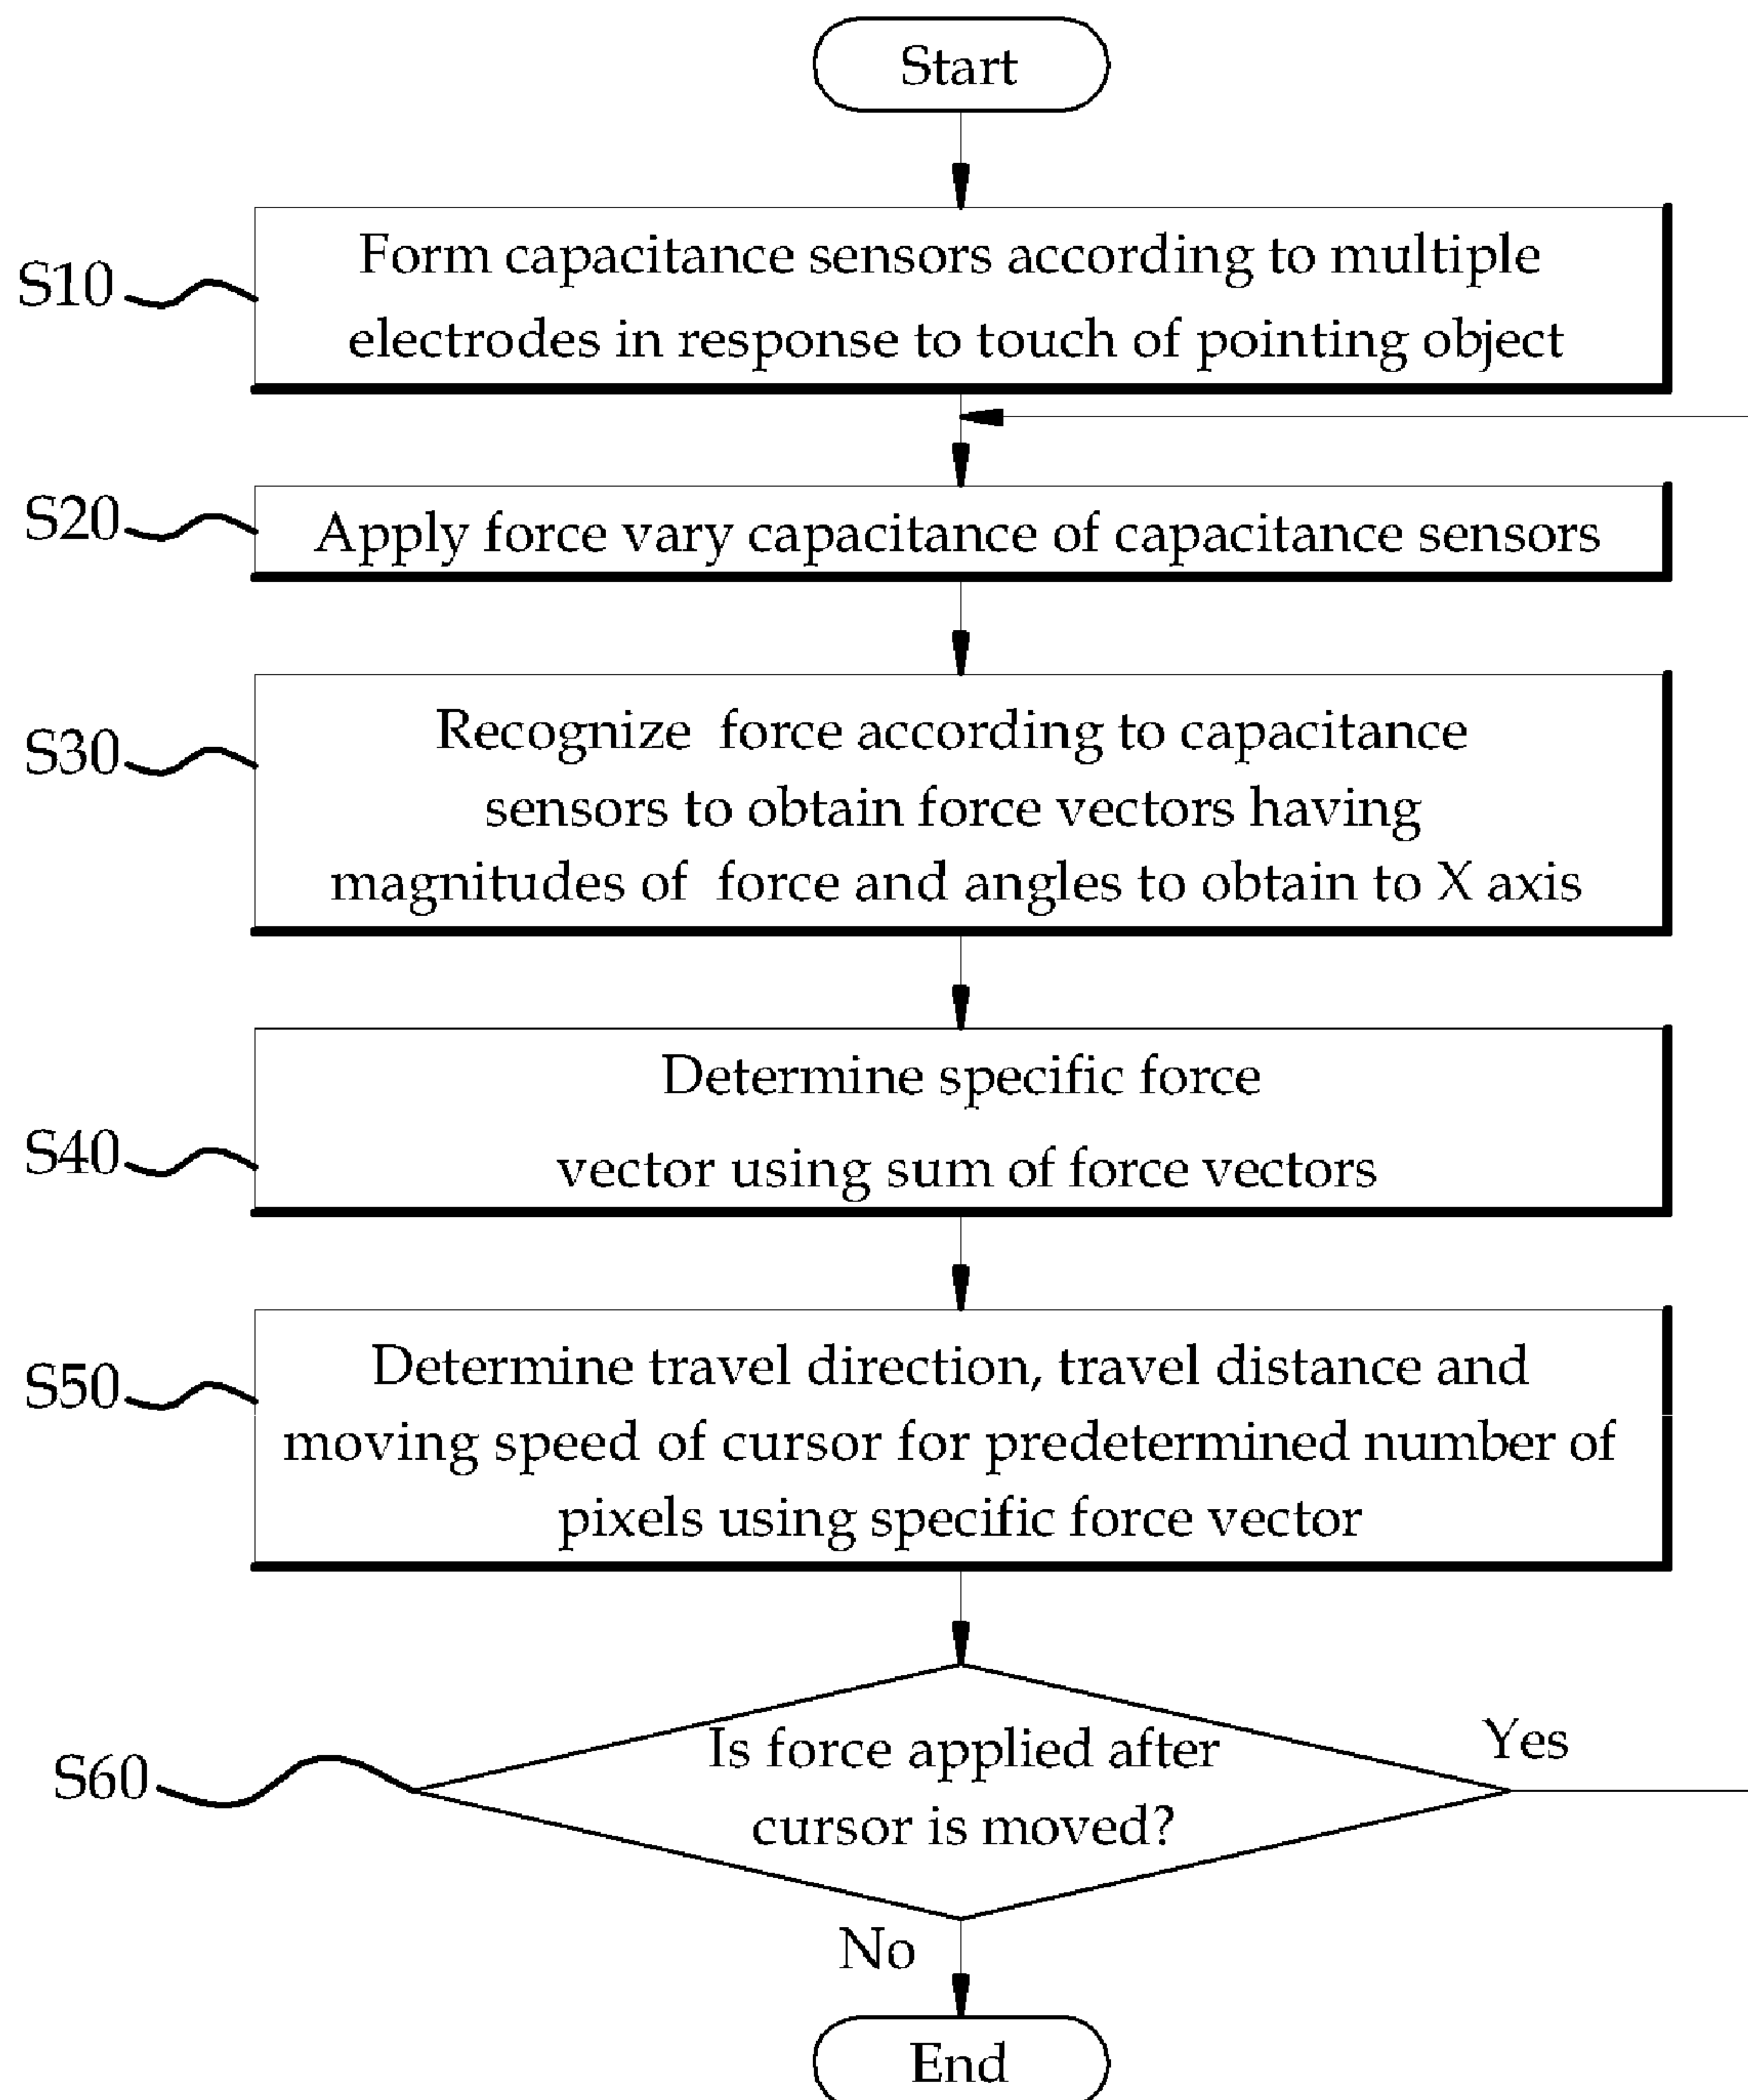 Start
S10
Form capacitance sensors according to multiple
electrodes in response to touch of pointing object
S20
Apply force vary capacitance of capacitance sensors
S30
Recognize force according to capacitance
sensors to obtain force vectors having
magnitudes of force and angles to obtain to X axis
S40
Determine specific force
vector using sum of force vectors
S50
Determine travel direction, travel distance and
moving speed of cursor for predetermined number of
pixels using specific force vector
S60
Is force applied after
cursor is moved?
Yes
No
End